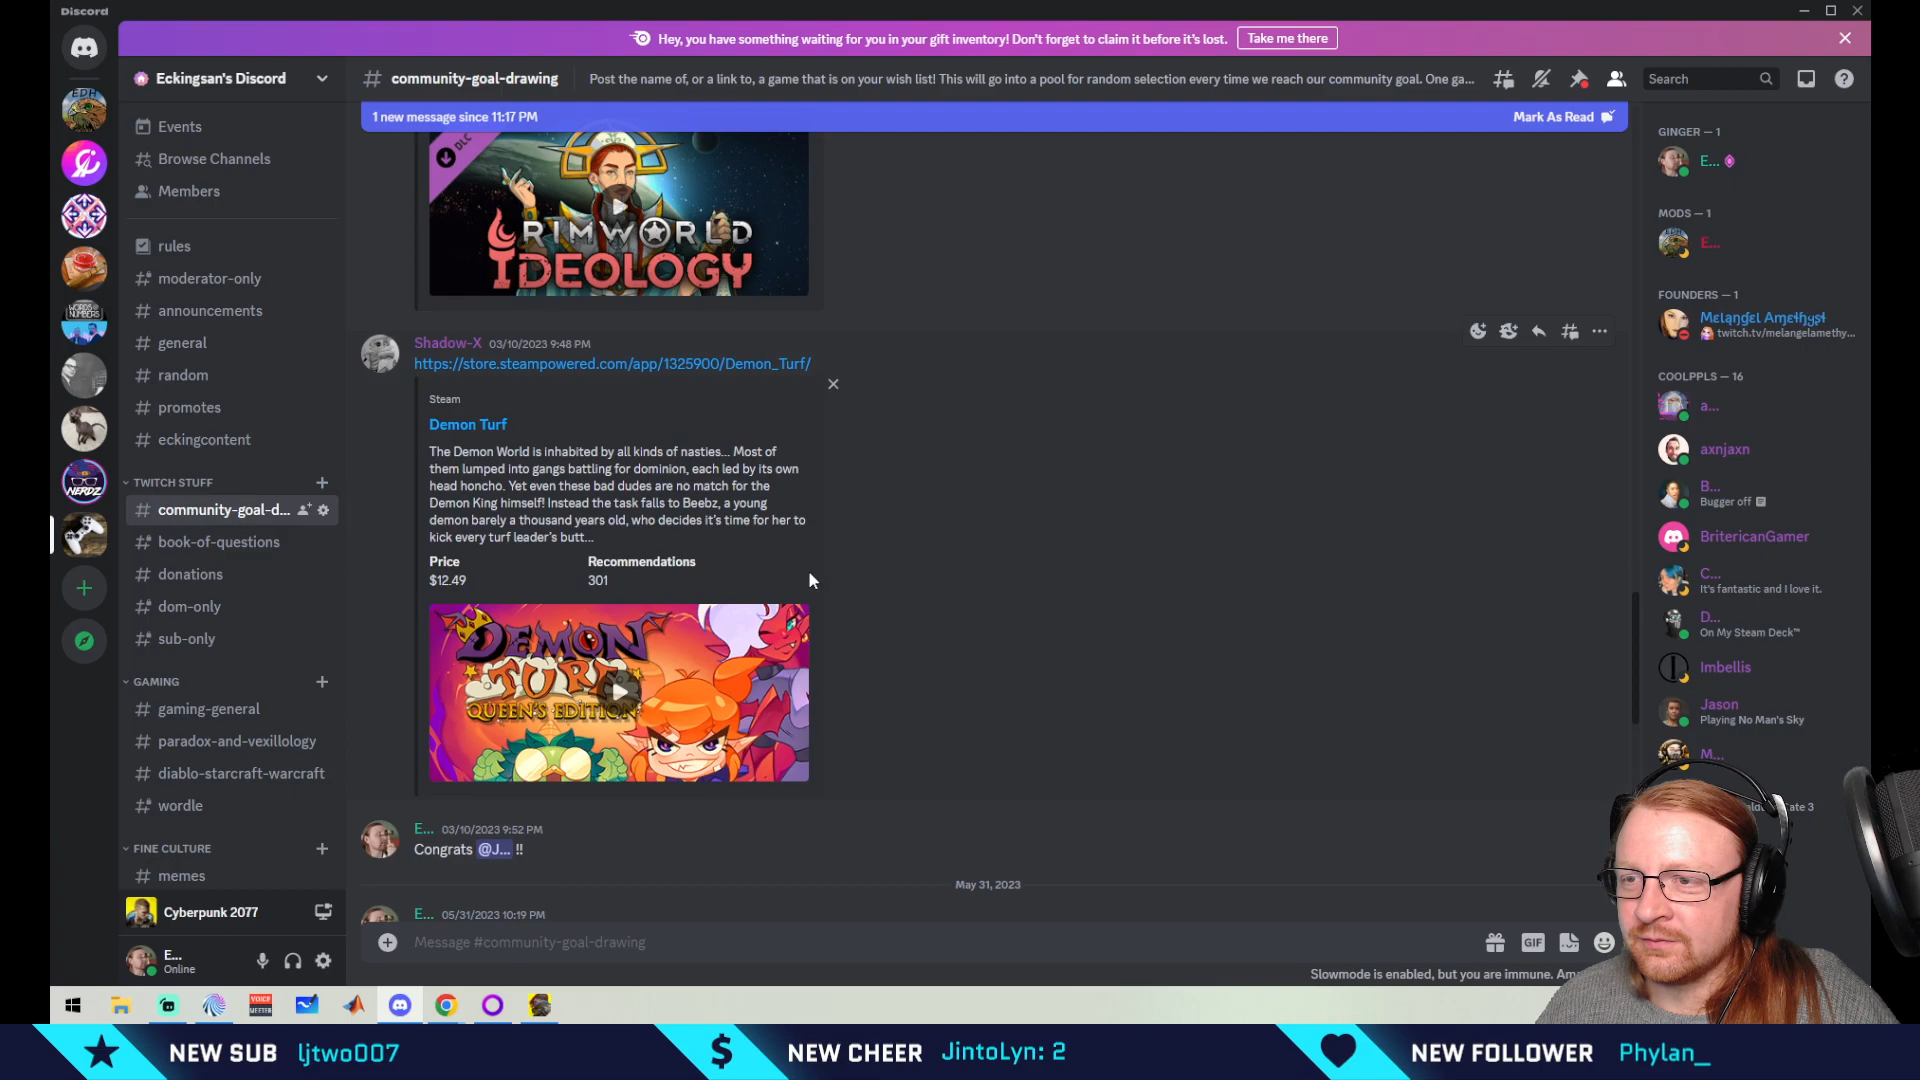 Discord
Hey, you have something waiting for you in your gift inventory! Don't forget to claim it before it's lost.
Take me there
Eckingsan's Discord
community-goal-drawing
Post the name of, or a link to, a game that is on your wish list! This will go into a pool for random selection every time we reach our community goal. One ga...
Search
1 new message since 11:17 PM
Mark As Read
Events
Browse Channels
Members
rules
moderator-only
announcements
general
random
promotes
eckingcontent
TWITCH STUFF
community-goal-d...
book-of-questions
donations
dom-only
sub-only
GAMING
gaming-general
paradox-and-vexillology
diablo-starcraft-warcraft
wordle
FINE CULTURE
memes
Cyberpunk 2077
E...
Online
EDH
WORDS
NUMBERS
NERDZ
DLC
RIMWORLD
IDEOLOGY
Shadow-X 03/10/2023 9:48 PM
https://store.steampowered.com/app/1325900/Demon_Turf/
Steam
Demon Turf
The Demon World is inhabited by all kinds of nasties... Most of
them lumped into gangs battling for dominion, each led by its own
head honcho. Yet even these bad dudes are no match for the
Demon King himself! Instead the task falls to Beebz, a young
demon barely a thousand years old, who decides it's time for her to
kick every turf leader's butt...
Price
Recommendations
$12.49
301
DEMON
TURF
QUEEN'S EDITION
E... 03/10/2023 9:52 PM
Congrats @J... !!
May 31, 2023
E... 05/31/2023 10:19 PM
Message #community-goal-drawing
GIF
Slowmode is enabled, but you are immune.
GINGER — 1
E...
MODS — 1
E...
FOUNDERS — 1
Mɛląŋɠɛl Amɛɬɧყʂɬ
twitch.tv/melangelamethy...
COOLPPLS — 16
a...
axnjaxn
B...
Bugger off
BritericanGamer
C...
It's fantastic and I love it.
D...
On My Steam Deck™
Imbellis
Jason
Playing No Man's Sky
M...
VOICE
MEETER
NEW SUB ljtwo007
NEW CHEER JintoLyn: 2
NEW FOLLOWER Phylan_